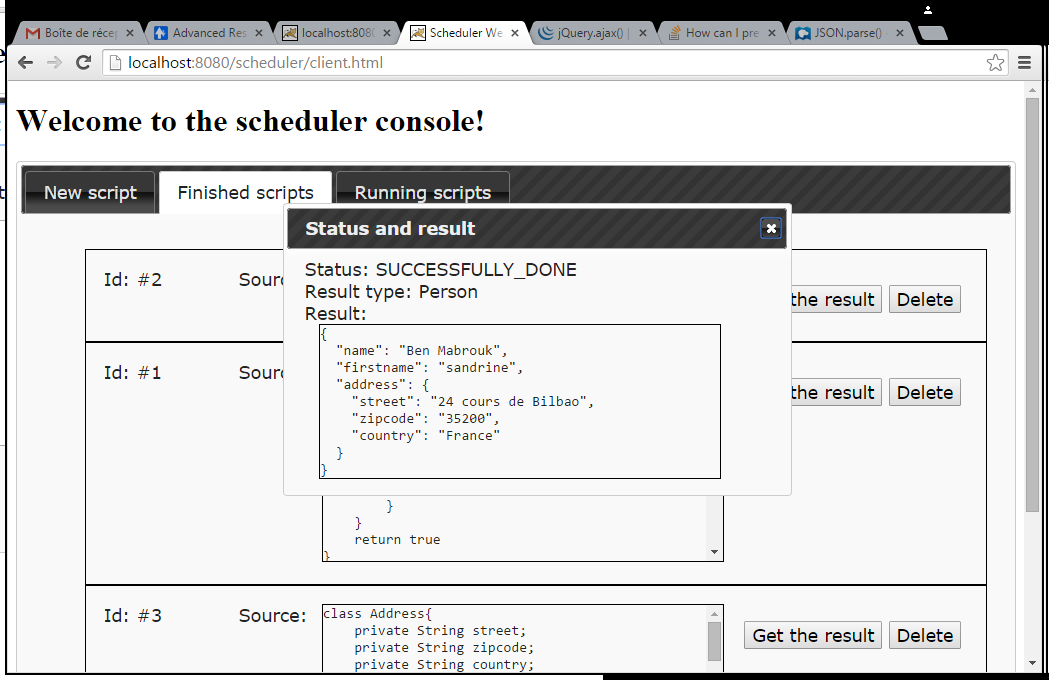 Boîte de récep
Advanced Res
localhost:8080
Scheduler We
jQuery.ajax() |
How can I pre
JSON.parse() -
localhost:8080/scheduler/client.html
Welcome to the scheduler console!
New script
Finished scripts
Running scripts
Status and result
Status: SUCCESSFULLY_DONE
Result type: Person
Result:
{
"name": "Ben Mabrouk",
"firstname": "sandrine",
"address": {
"street": "24 cours de Bilbao",
"zipcode": "35200",
"country": "France"
}
}
Id: #2 Sour the result Delete
Id: #1 Sour the result Delete
}
}
return true
}
Id: #3 Source:
class Address{
private String street;
private String zipcode;
private String country;
Get the result Delete